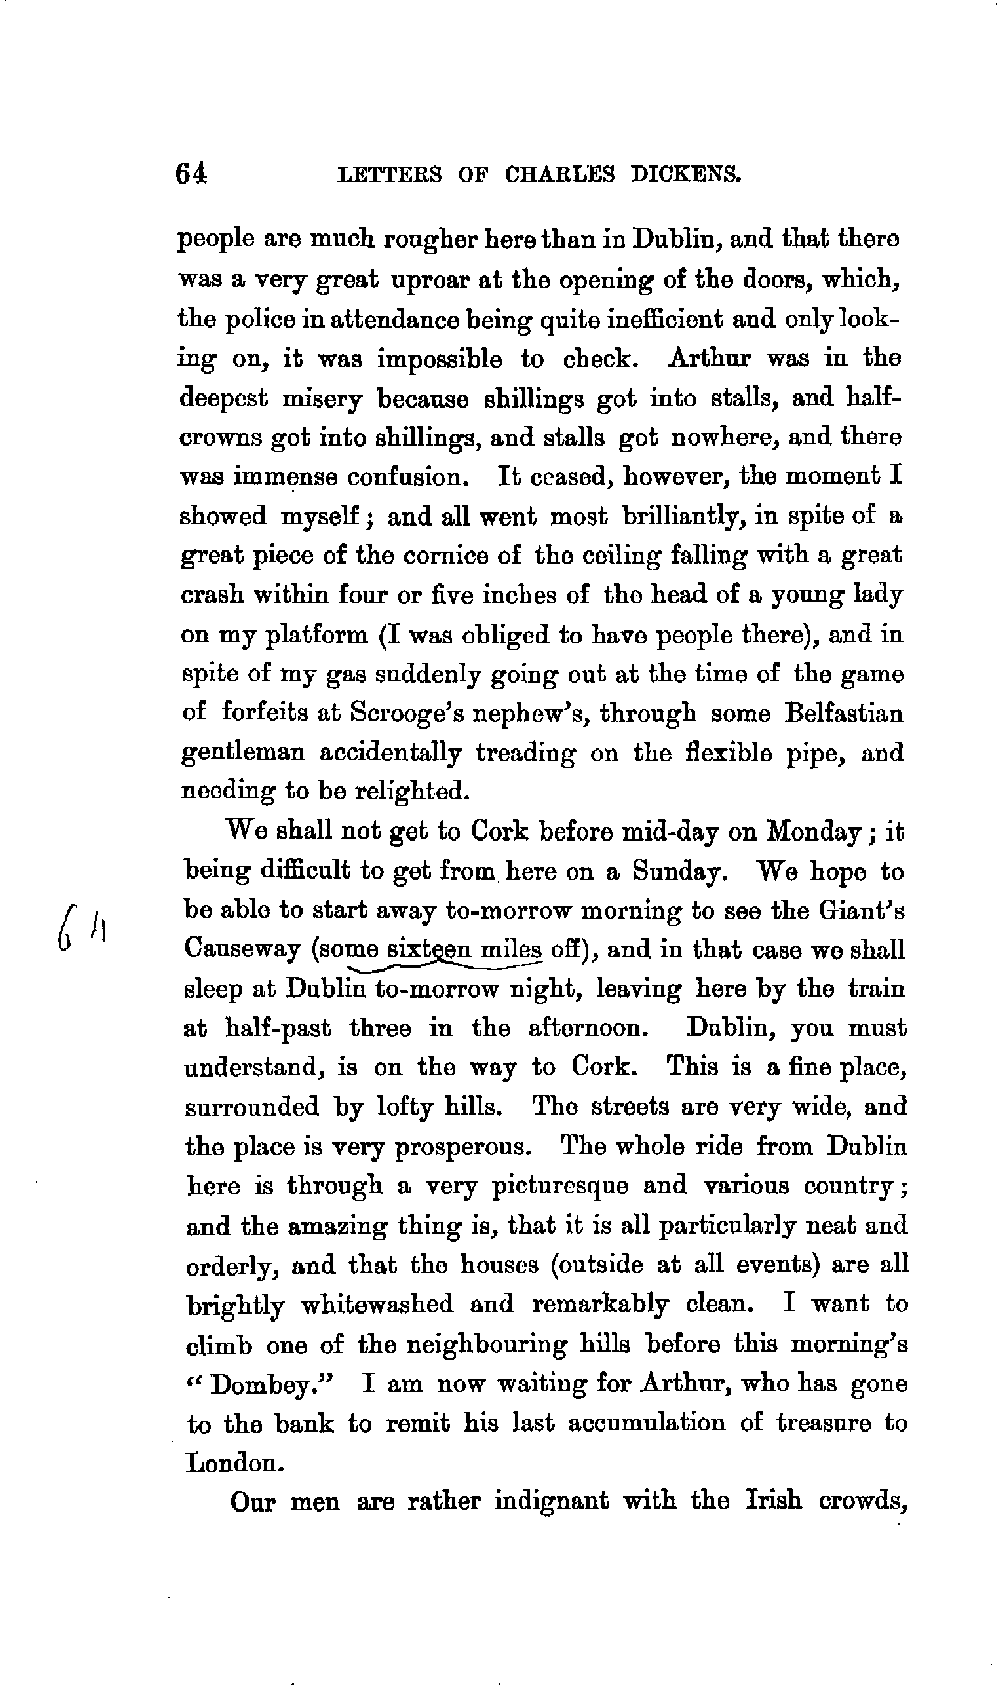 64 LETTERS OF CHARLES DICKENS.
people are much rougher here than in Dublin, and that there
was a very great uproar at the opening of the doors, which,
the police in attendance being quite inefficient and only look-
ing on, it was impossible to check. Arthur was in the
deepest misery because shillings got into stalls, and half-
crowns got into shillings, and stalls got nowhere, and there
was immense confusion. It ceased, however, the moment I
showed myself; and all went most brilliantly, in spite of a
great piece of the cornice of the ceiling falling with a great
crash within four or five inches of the head of a young lady
on my platform (I was obliged to have people there), and in
spite of my gas suddenly going out at the time of the game
of forfeits at Scrooge's nephew's, through some Belfastian
gentleman accidentally treading on the flexible pipe, and
needing to be relighted.
We shall not get to Cork before mid-day on Monday; it
being difficult to get from here on a Sunday. We hope to
be able to start away to-morrow morning to see the Giant's
Causeway (some sixteen miles off), and in that case we shall
sleep at Dublin to-morrow night, leaving here by the train
at half-past three in the afternoon. Dublin, you must
understand, is on the way to Cork. This is a fine place,
surrounded by lofty hills. The streets are very wide, and
the place is very prosperous. The whole ride from Dublin
here is through a very picturesque and various country;
and the amazing thing is, that it is all particularly neat and
orderly, and that the houses (outside at all events) are all
brightly whitewashed and remarkably clean. I want to
climb one of the neighbouring hills before this morning's
"Dombey." I am now waiting for Arthur, who has gone
to the bank to remit his last accumulation of treasure to
London.
Our men are rather indignant with the Irish crowds,